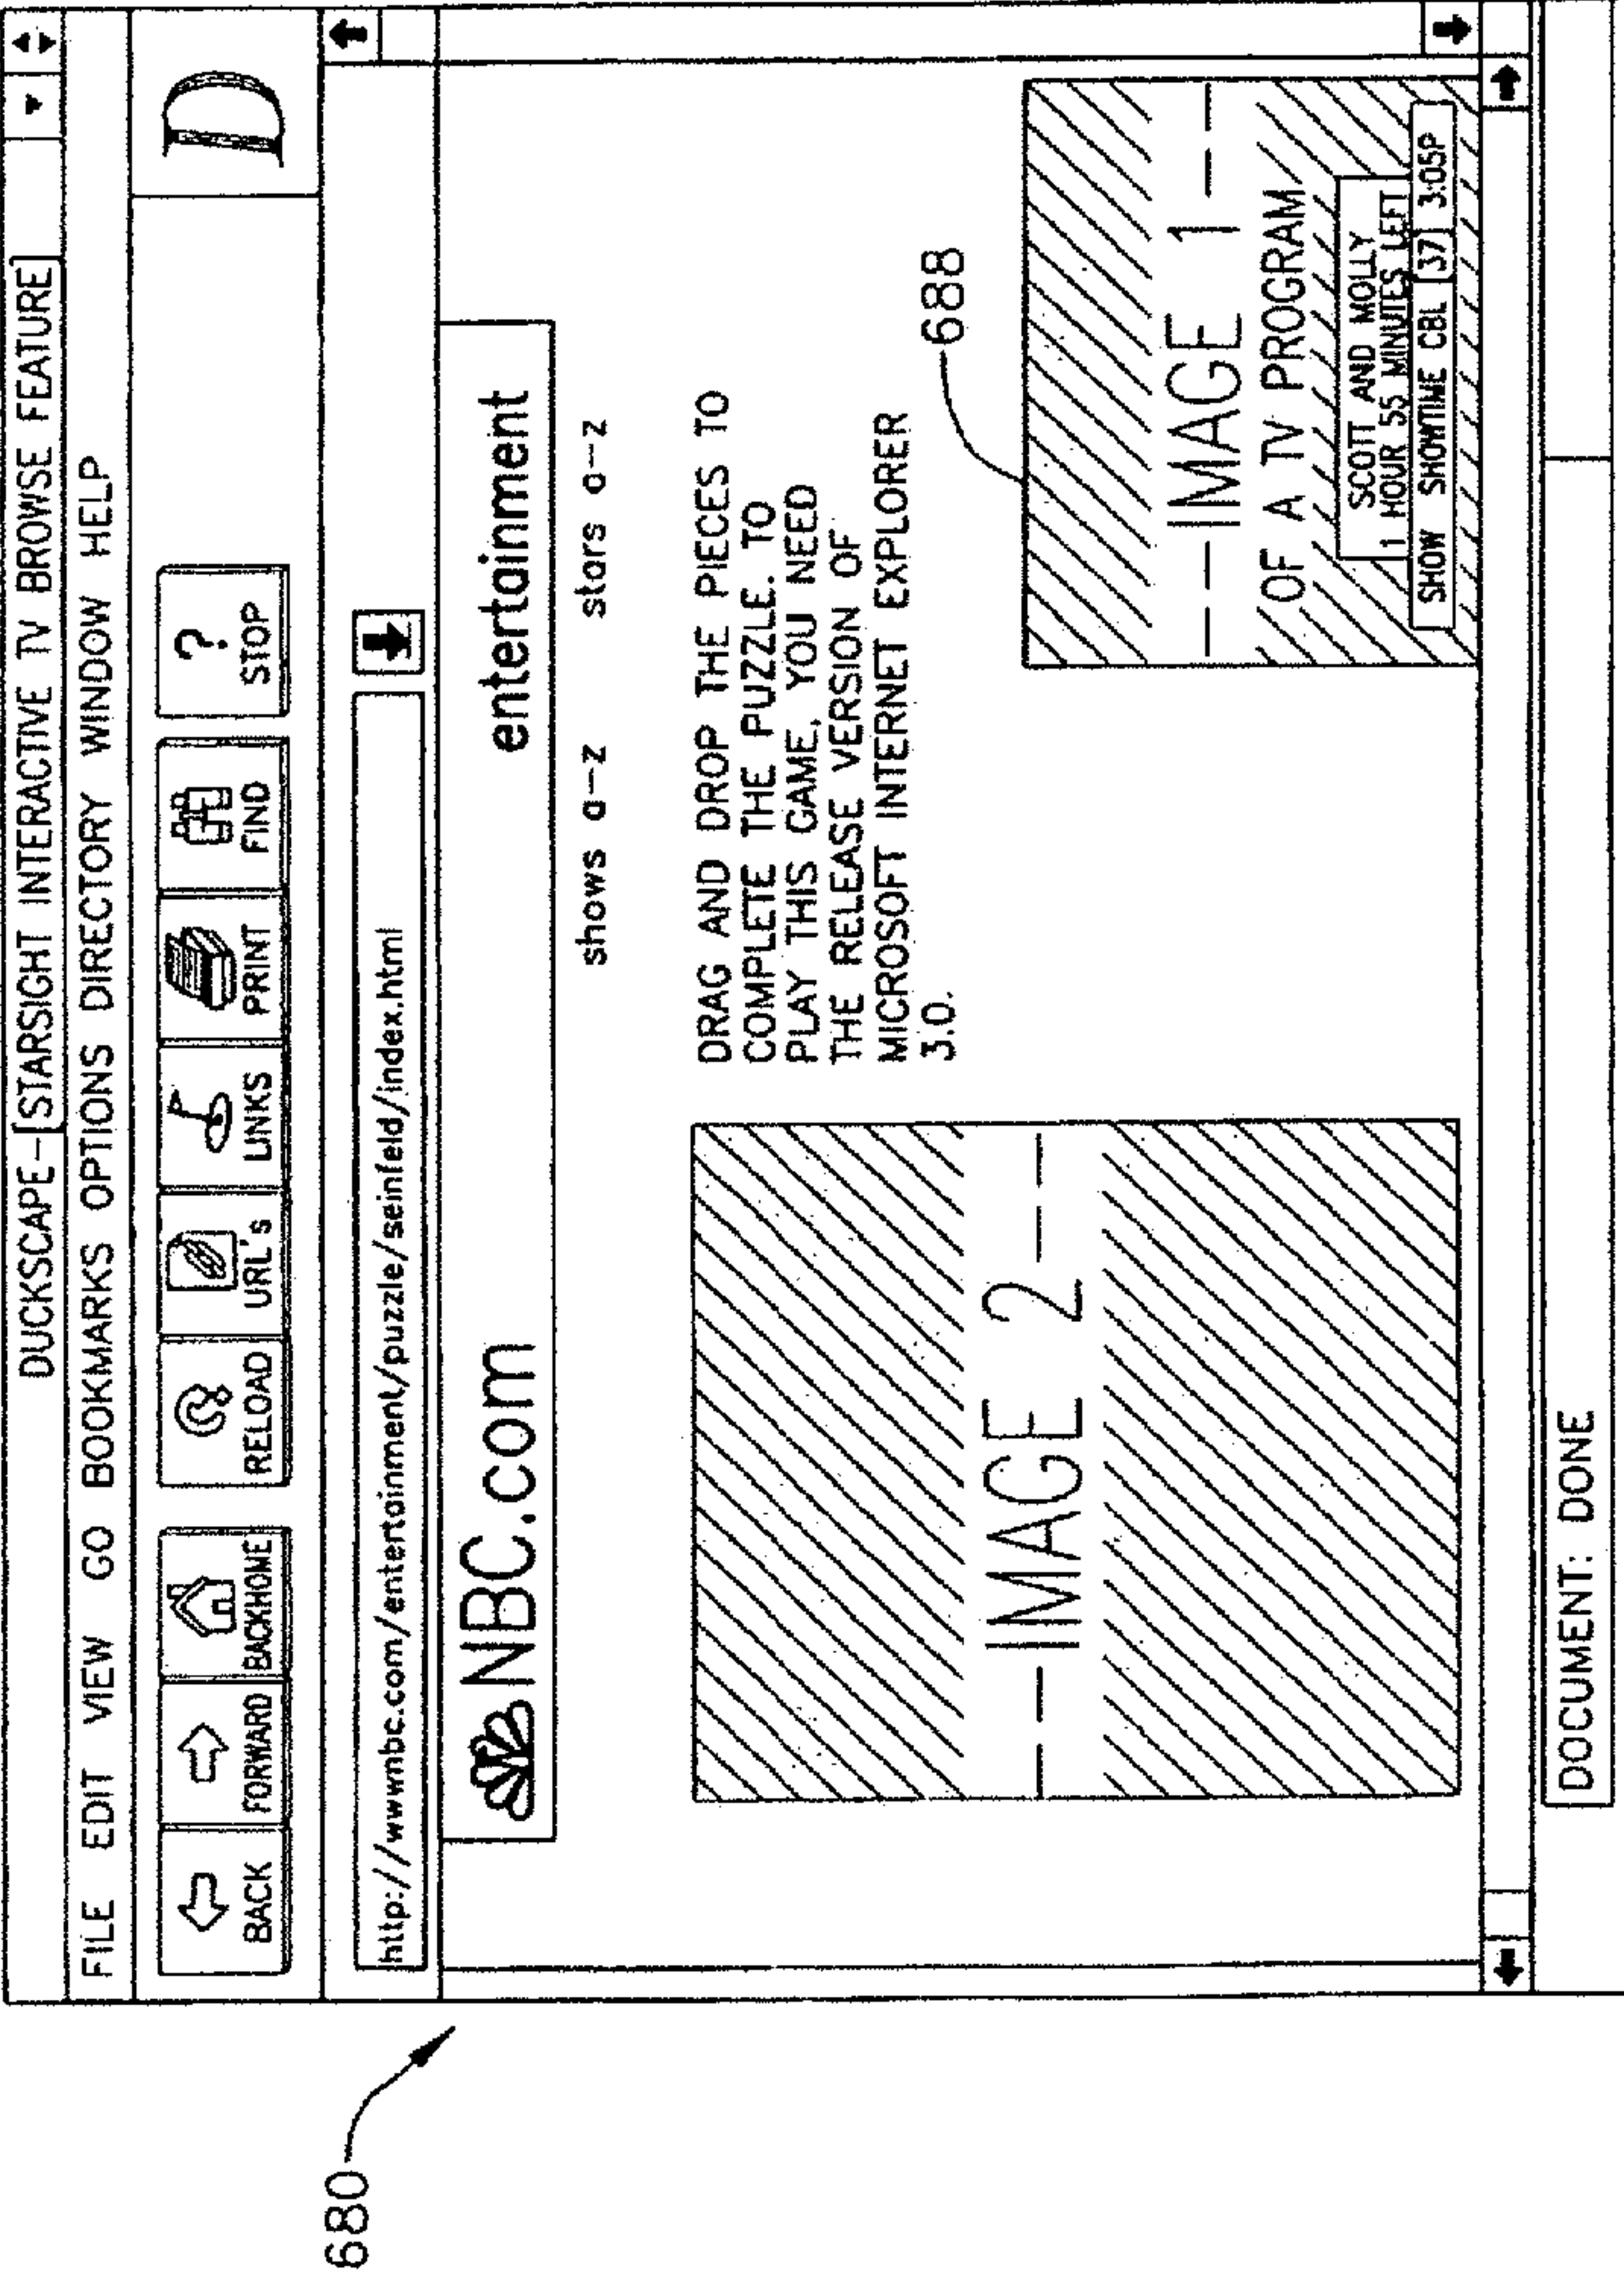 DUCKSCAPE-[STARSIGHT INTERACTIVE TV BROWSE FEATURE]
FILE EDIT VIEW GO BOOKMARKS OPTIONS DIRECTORY WINDOW HELP
BACK FORWARD BACKHOME RELOAD URL's LINKS PRINT FIND ? STOP
D
http://wwwnbc.com/entertainment/puzzle/seinfeld/index.html
NBC.com entertainment
shows a-z stars a-z
DRAG AND DROP THE PIECES TO
COMPLETE THE PUZZLE. TO
PLAY THIS GAME, YOU NEED
THE RELEASE VERSION OF
MICROSOFT INTERNET EXPLORER
3.0.
IMAGE 2
688
IMAGE 1
OF A TV PROGRAM
SCOTT AND MOLLY
1 HOUR 55 MINUTES LEFT
SHOW SHOWTIME CBL 37 3:05P
DOCUMENT: DONE
680